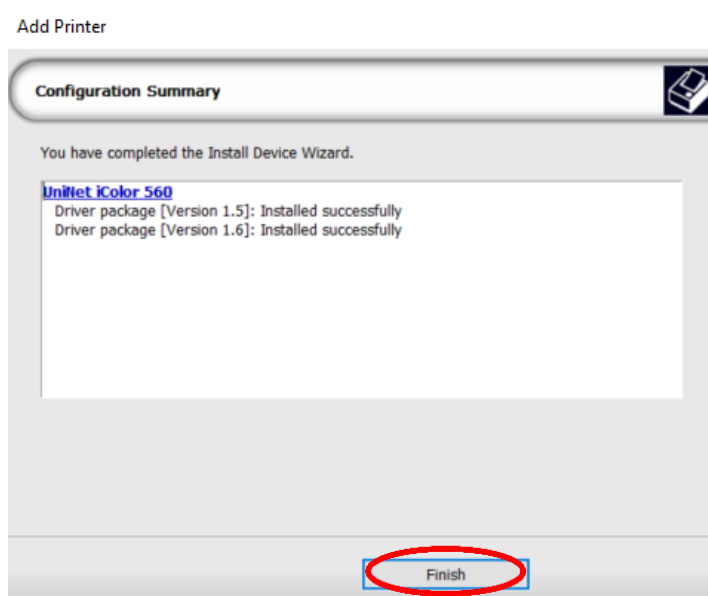 Add Printer
Configuration Summary
You have completed the Install Device Wizard.
UniNet iColor 560
Driver package [Version 1.5]: Installed successfully
Driver package [Version 1.6]: Installed successfully
Finish